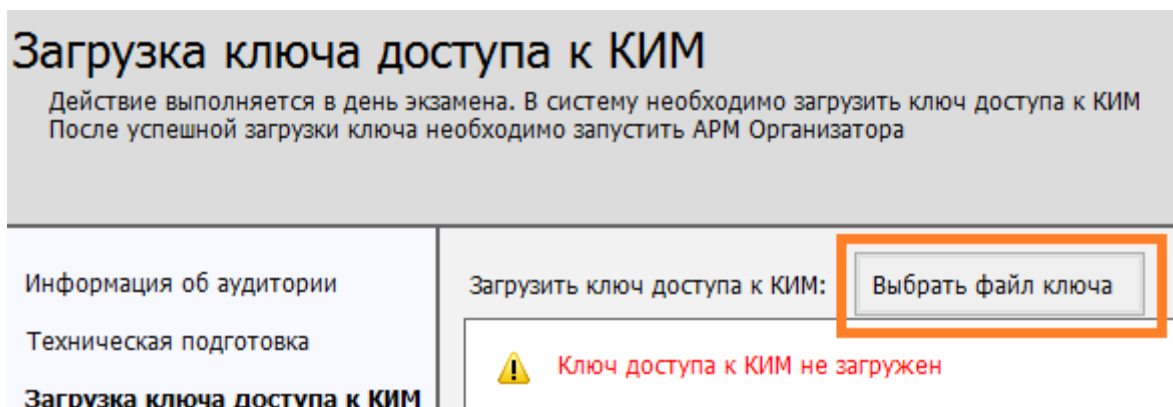 Загрузка ключа доступа к КИМ
Действие выполняется в день экзамена. В систему необходимо загрузить ключ доступа к КИМ
После успешной загрузки ключа необходимо запустить АРМ Организатора
Информация об аудитории
Загрузить ключ доступа к КИМ: Выбрать файл ключа
Техническая подготовка
Ключ доступа к КИМ не загружен
Загрузка ключа доступа к КИМ